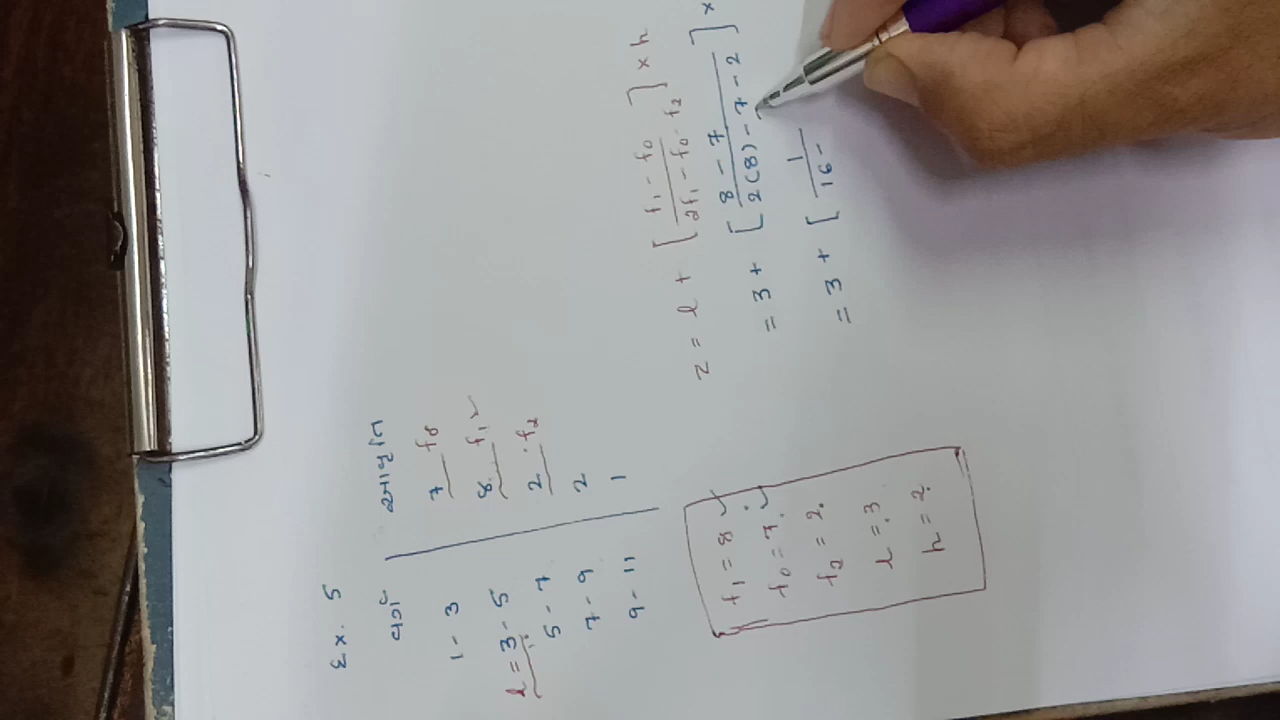 Ex. 5
વર્ગ આવૃત્તિ
1 - 3 7 f0
l = 3 - 5 8 f1 ✓
5 - 7 2 f2
7 - 9 2
9 - 11 1
f1 = 8
f0 = 7
f2 = 2
l = 3
h = 2
Z = l + [ f1 - f0 / 2f1 - f0 - f2 ] × h
= 3 + [ 8 - 7 / 2(8) - 7 - 2 ] ×
= 3 + [ 1 / 16 -